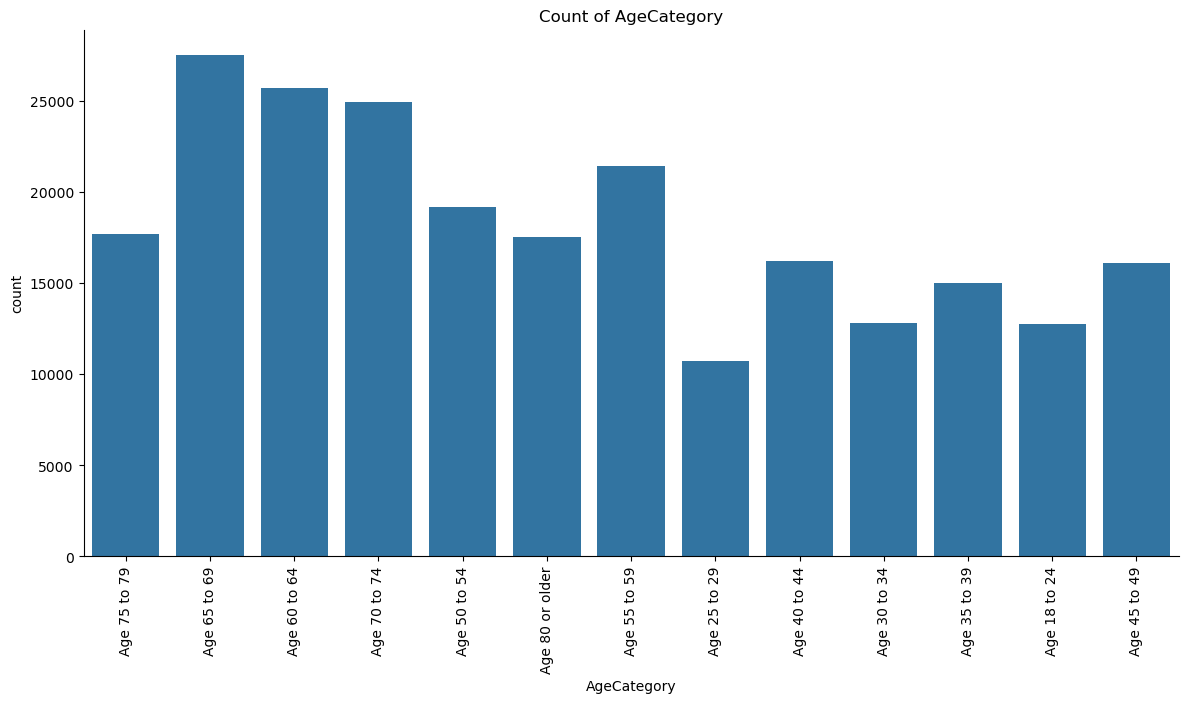 Count of AgeCategory
count
25000
20000
15000
10000
5000
0
Age 75 to 79
Age 65 to 69
Age 60 to 64
Age 70 to 74
Age 50 to 54
Age 80 or older
Age 55 to 59
Age 25 to 29
Age 40 to 44
Age 30 to 34
Age 35 to 39
Age 18 to 24
Age 45 to 49
AgeCategory